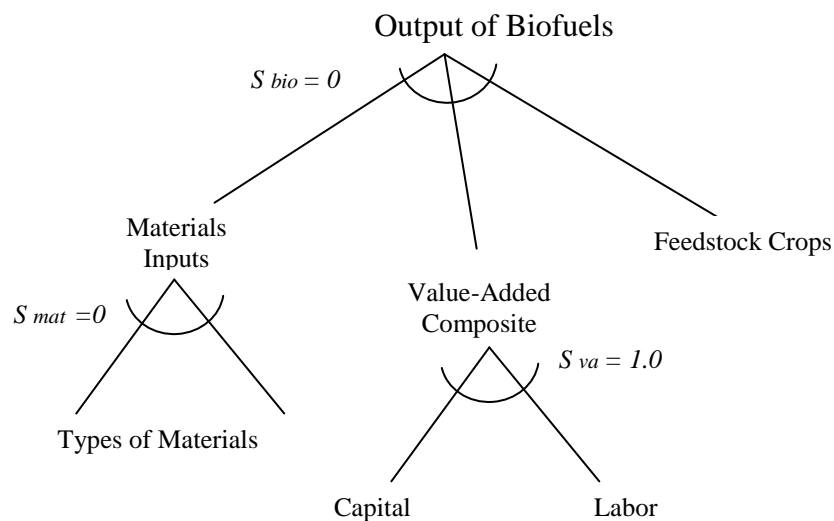 Output of Biofuels
S bio = 0
Materials
Inputs
Feedstock Crops
Value-Added
Composite
S mat =0
S va = 1.0
Types of Materials
Capital
Labor